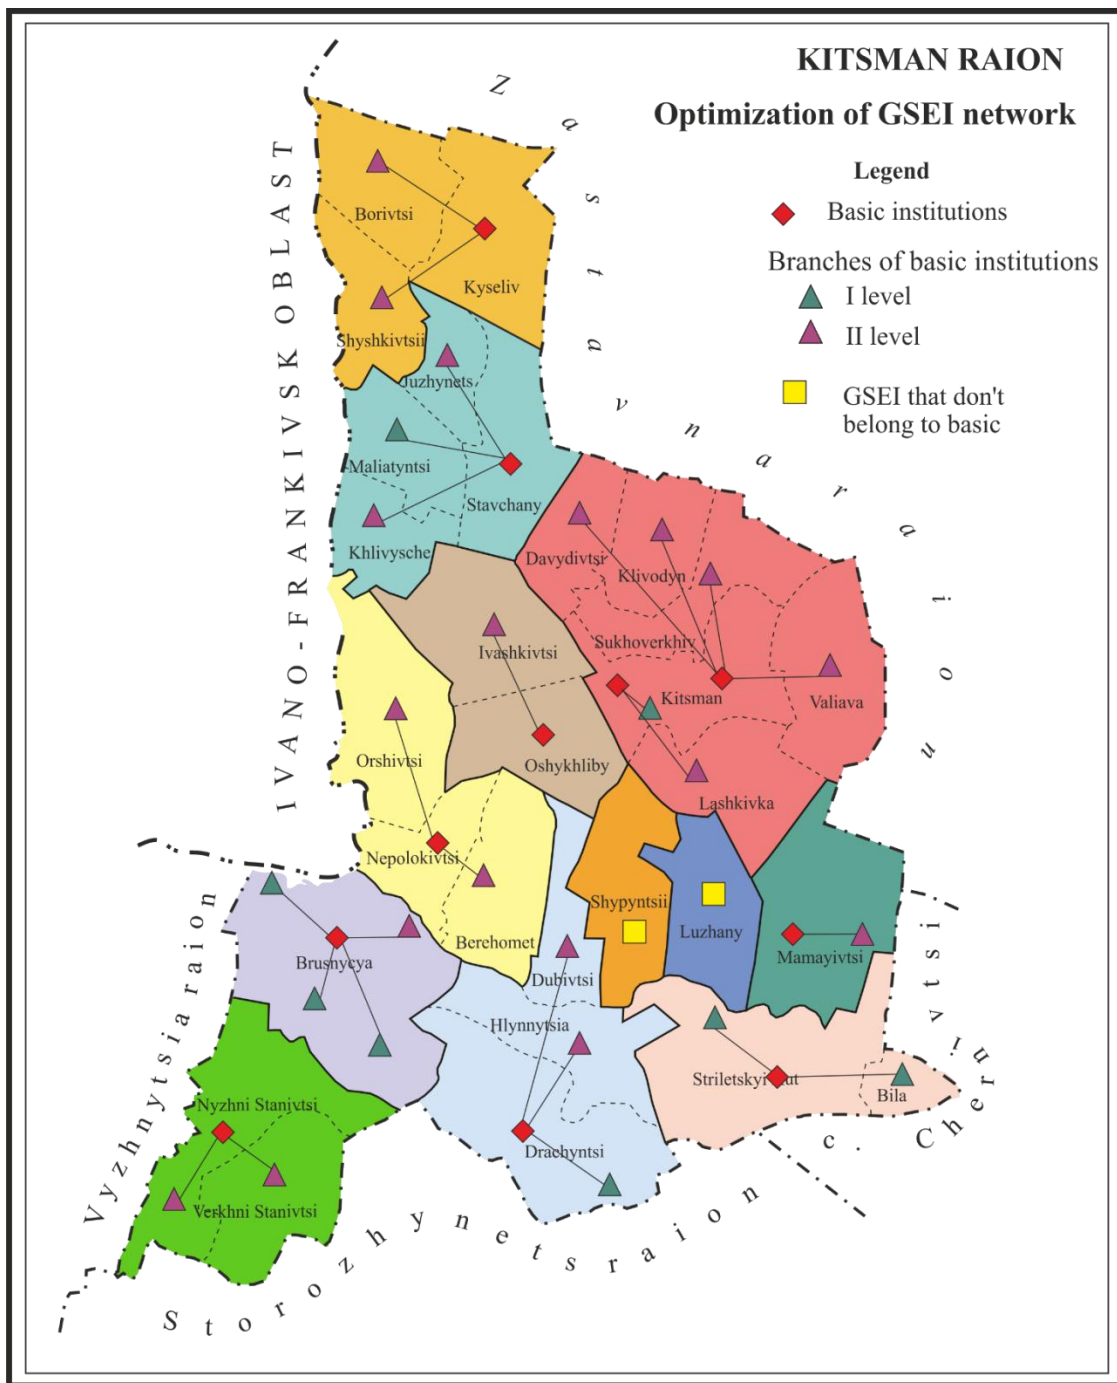 KITSMAN RAION
Optimization of GSEI network
Legend
Basic institutions
Branches of basic institutions
I level
II level
GSEI that don't
belong to basic
Zastavna raion
IVANO-FRANKIVSK OBLAST
Borivtsi
Kyseliv
Shyshkivtsii
Juzhynets
Maliatyntsi
Stavchany
Khlivysche
Davydivtsi
Klivodyn
Sukhoverkhiv
Ivashkivtsi
Kitsman
Valiava
Orshivtsi
Oshykhliby
Lashkivka
Nepolokivtsi
Shypyntsii
Luzhany
Berehomet
Mamayivtsi
Brusnycya
Dubivtsi
Hlynnytsia
Striletskyi Kut
Bila
Nyzhni Stanivtsi
Drachyntsi
Verkhni Stanivtsi
Vyzhnytsia raion
Storozhynets raion
c. Chernivtsi